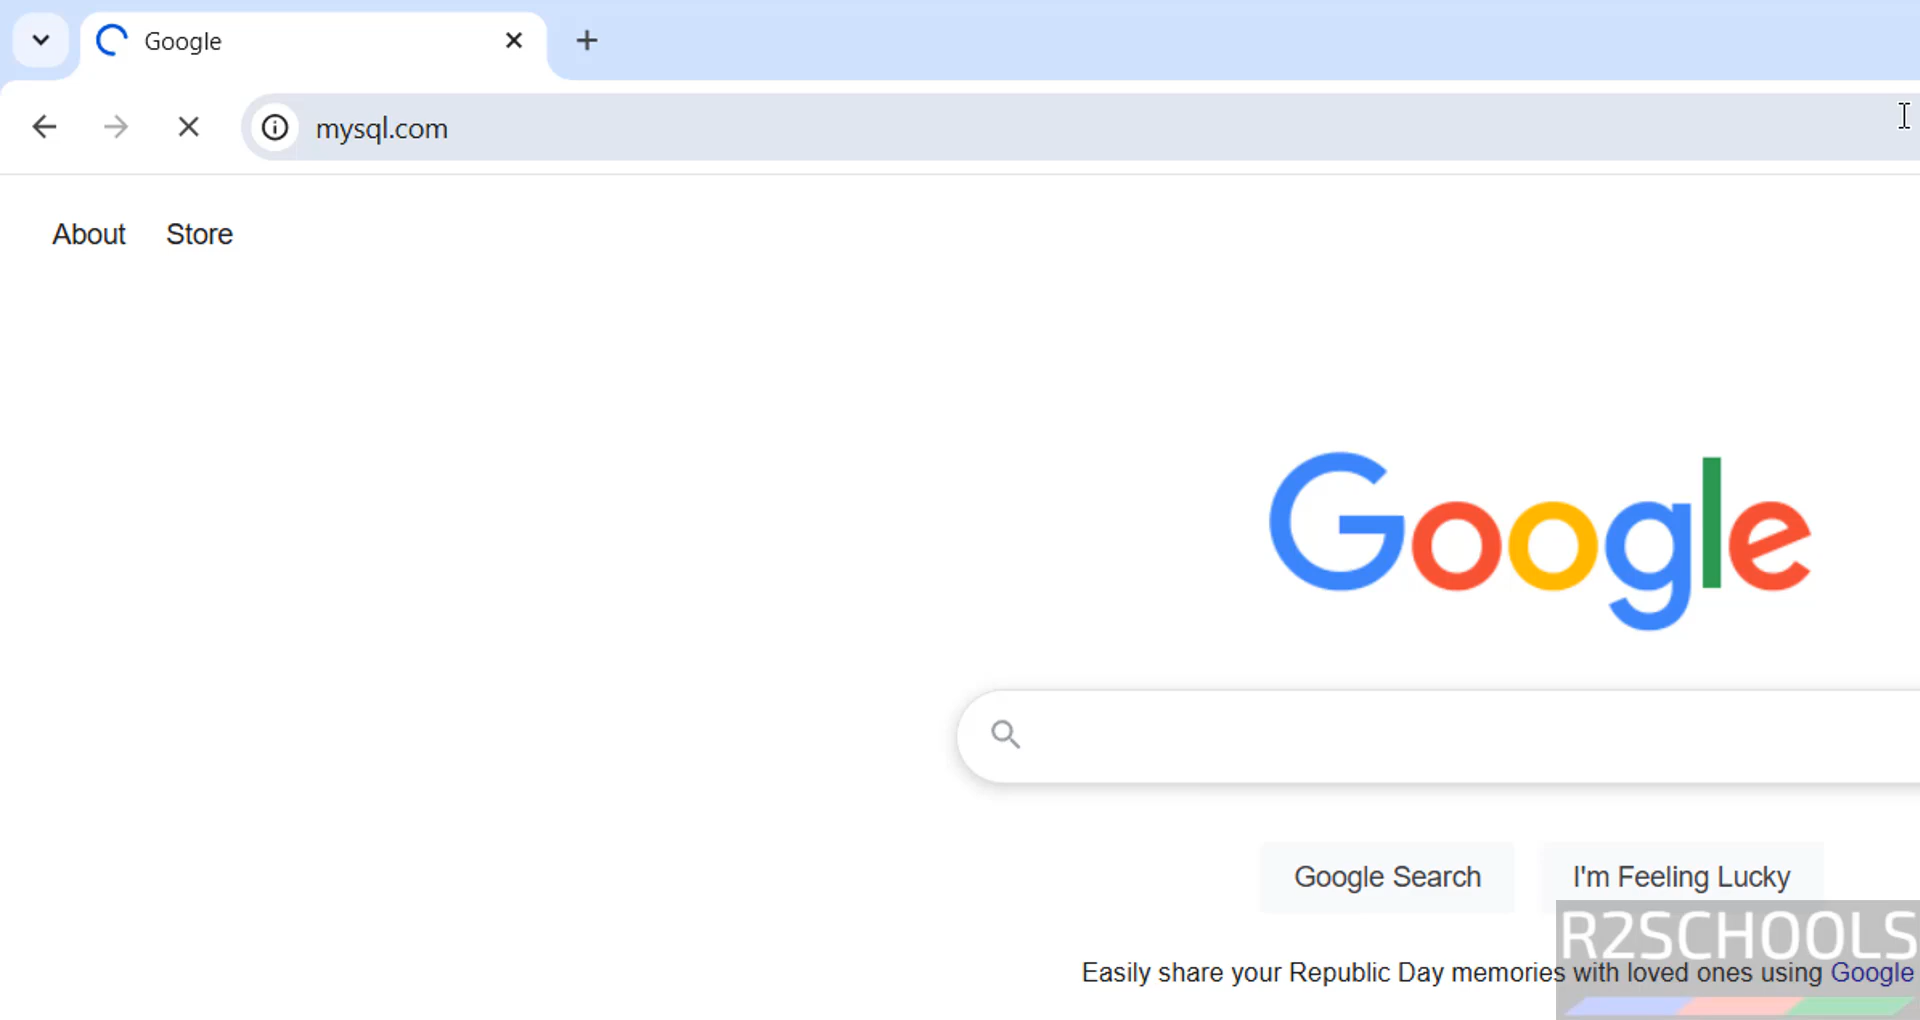 Google
mysql.com
About Store
Google
Google Search I'm Feeling Lucky
R2SCHOOLS
Easily share your Republic Day memories with loved ones using Google